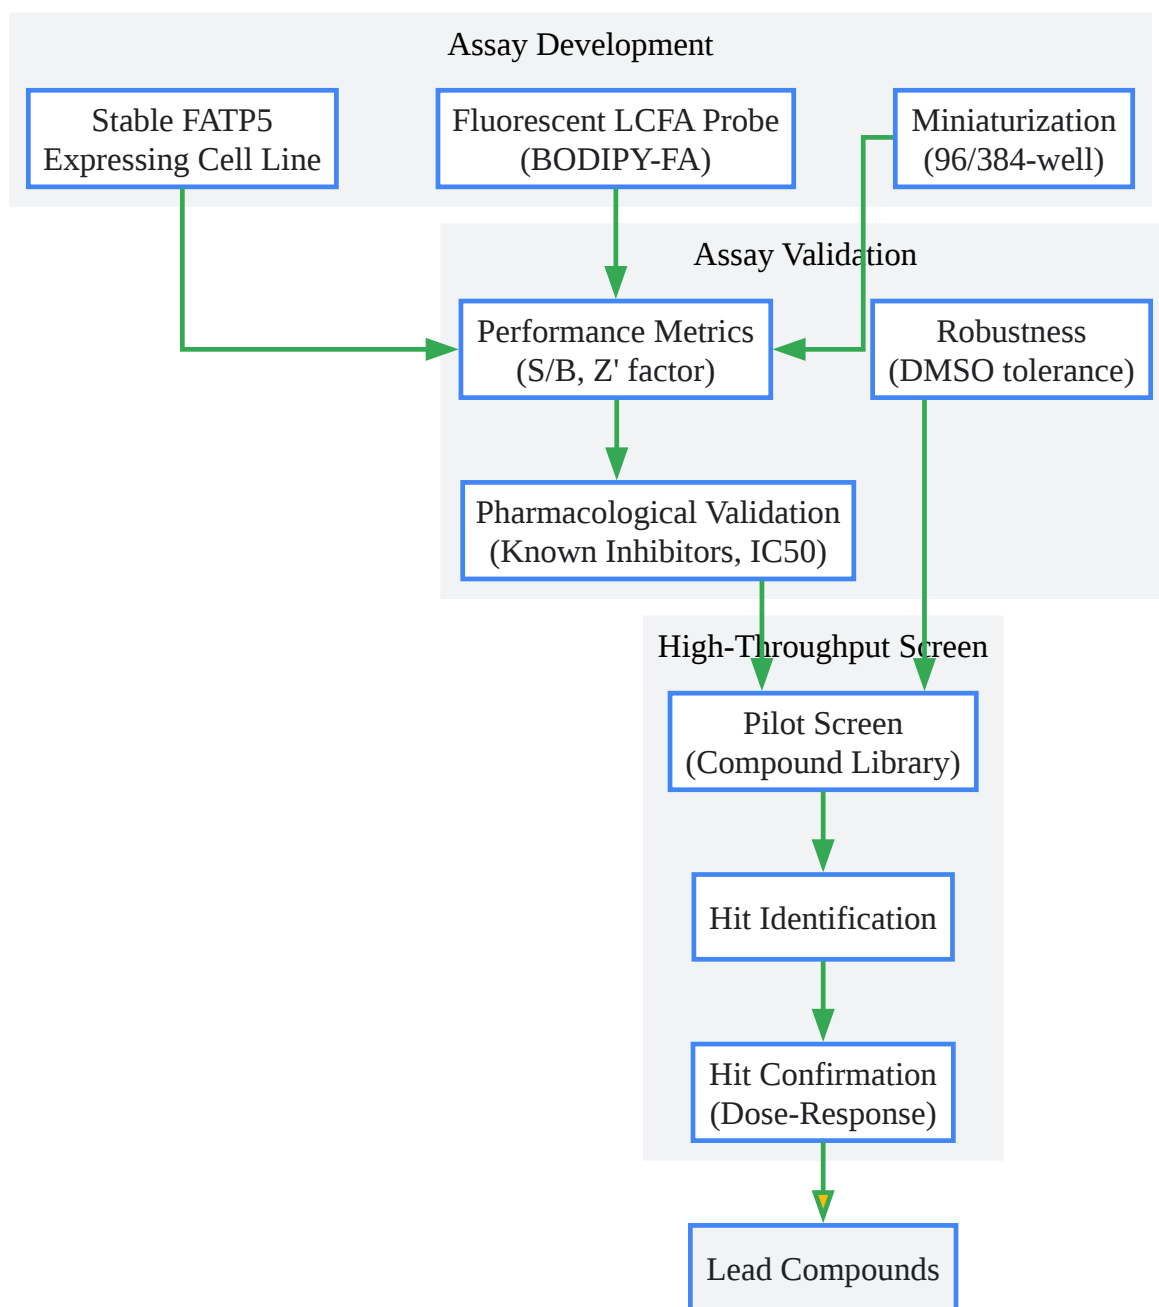 Assay Development
Stable FATP5
Expressing Cell Line
Fluorescent LCFA Probe
(BODIPY-FA)
Miniaturization
(96/384-well)
Assay Validation
Performance Metrics
(S/B, Z' factor)
Robustness
(DMSO tolerance)
Pharmacological Validation
(Known Inhibitors, IC50)
High-Throughput Screen
Pilot Screen
(Compound Library)
Hit Identification
Hit Confirmation
(Dose-Response)
Lead Compounds